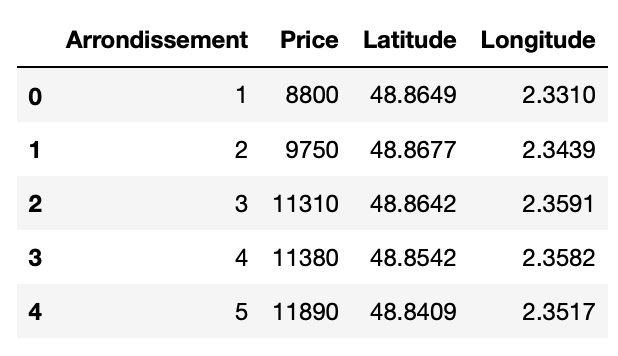 Arrondissement Price Latitude Longitude
0 1 8800 48.8649 2.3310
1 2 9750 48.8677 2.3439
2 3 11310 48.8642 2.3591
3 4 11380 48.8542 2.3582
4 5 11890 48.8409 2.3517